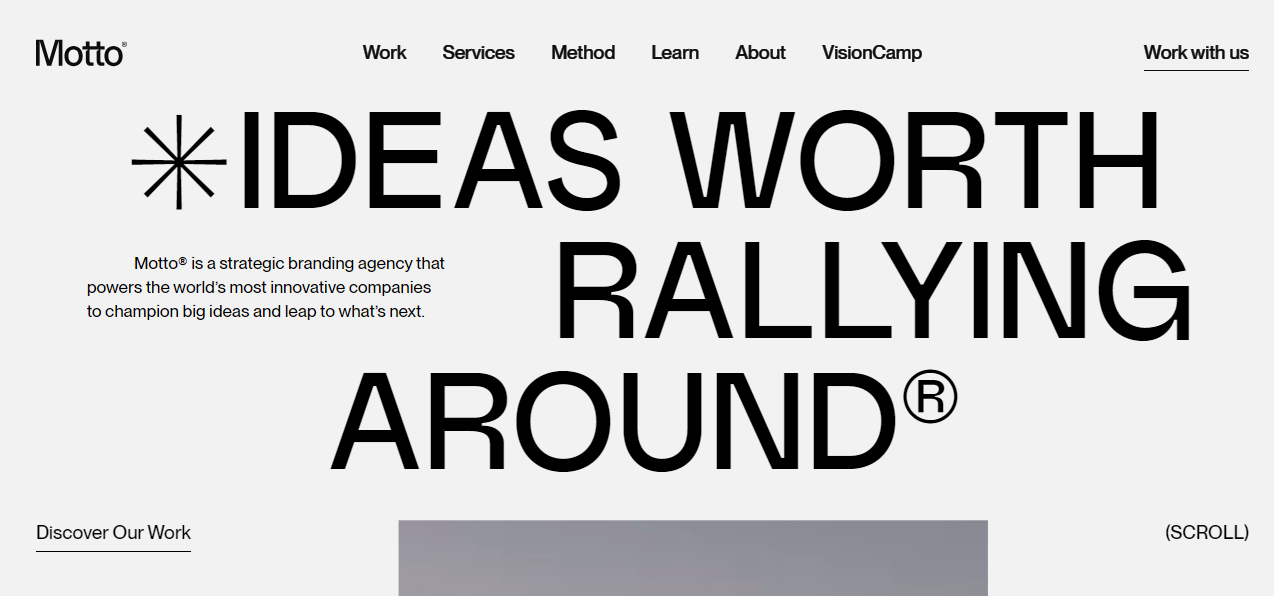 Motto®
Work Services Method Learn About VisionCamp
Work with us
IDEAS WORTH
RALLYING
AROUND®
Motto® is a strategic branding agency that
powers the world’s most innovative companies
to champion big ideas and leap to what’s next.
Discover Our Work
(SCROLL)